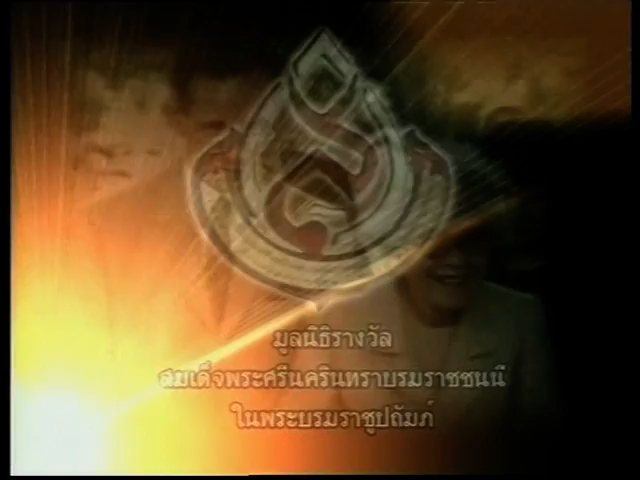 มูลนิธิรางวัล
สมเด็จพระศรีนครินทราบรมราชชนนี
ในพระบรมราชูปถัมภ์